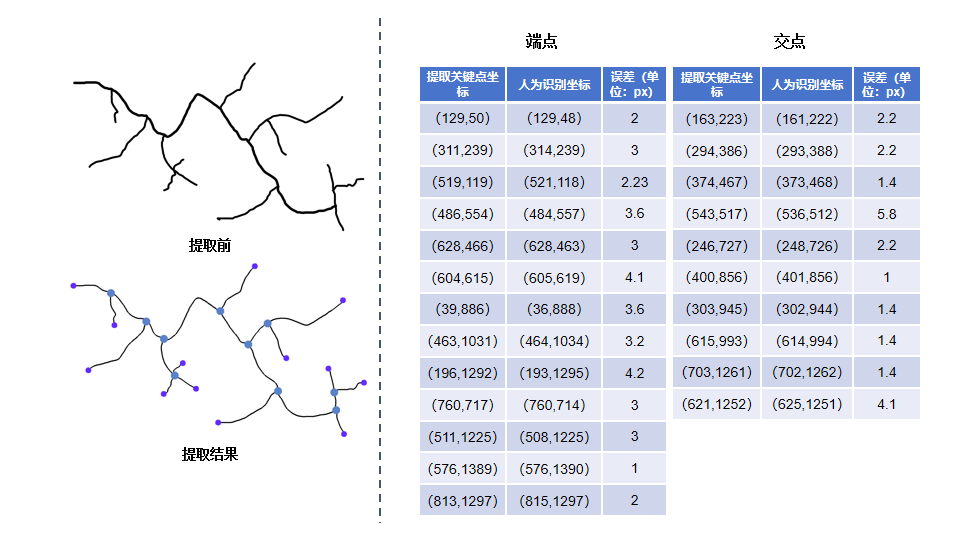 端点
交点
提取关键点坐标 人为识别坐标 误差（单位：px） 提取关键点坐标 人为识别坐标 误差（单位：px）
（129,50） （129,48） 2 （163,223） （161,222） 2.2
（311,239） （314,239） 3 （294,386） （293,388） 2.2
（519,119） （521,118） 2.23 （374,467） （373,468） 1.4
（486,554） （484,557） 3.6 （543,517） （536,512） 5.8
（628,466） （628,463） 3 （246,727） （248,726） 2.2
（604,615） （605,619） 4.1 （400,856） （401,856） 1
（39,886） （36,888） 3.6 （303,945） （302,944） 1.4
（463,1031） （464,1034） 3.2 （615,993） （614,994） 1.4
（196,1292） （193,1295） 4.2 （703,1261） （702,1262） 1.4
（760,717） （760,714） 3 （621,1252） （625,1251） 4.1
（511,1225） （508,1225） 3
（576,1389） （576,1390） 1
（813,1297） （815,1297） 2
提取前
提取结果